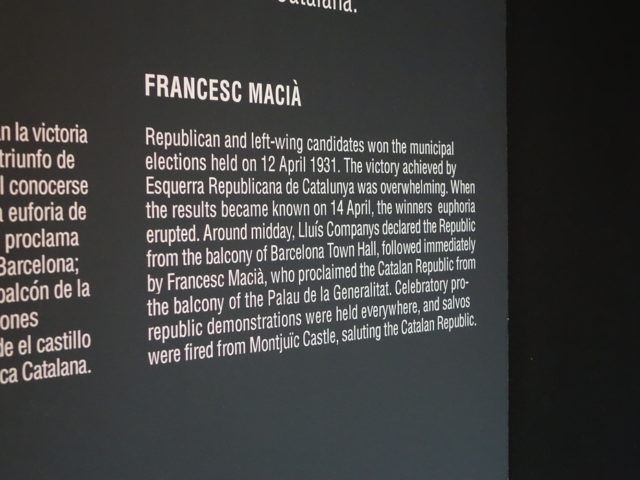 Catalana.
n la victoria
triunfo de
l conocerse
a euforia de
proclama
Barcelona;
balcón de la
ones
de el castillo
ca Catalana.
FRANCESC MACIÀ
Republican and left-wing candidates won the municipal
elections held on 12 April 1931. The victory achieved by
Esquerra Republicana de Catalunya was overwhelming. When
the results became known on 14 April, the winners euphoria
erupted. Around midday, Lluís Companys declared the Republic
from the balcony of Barcelona Town Hall, followed immediately
by Francesc Macià, who proclaimed the Catalan Republic from
the balcony of the Palau de la Generalitat. Celebratory pro-
republic demonstrations were held everywhere, and salvos
were fired from Montjuïc Castle, saluting the Catalan Republic.